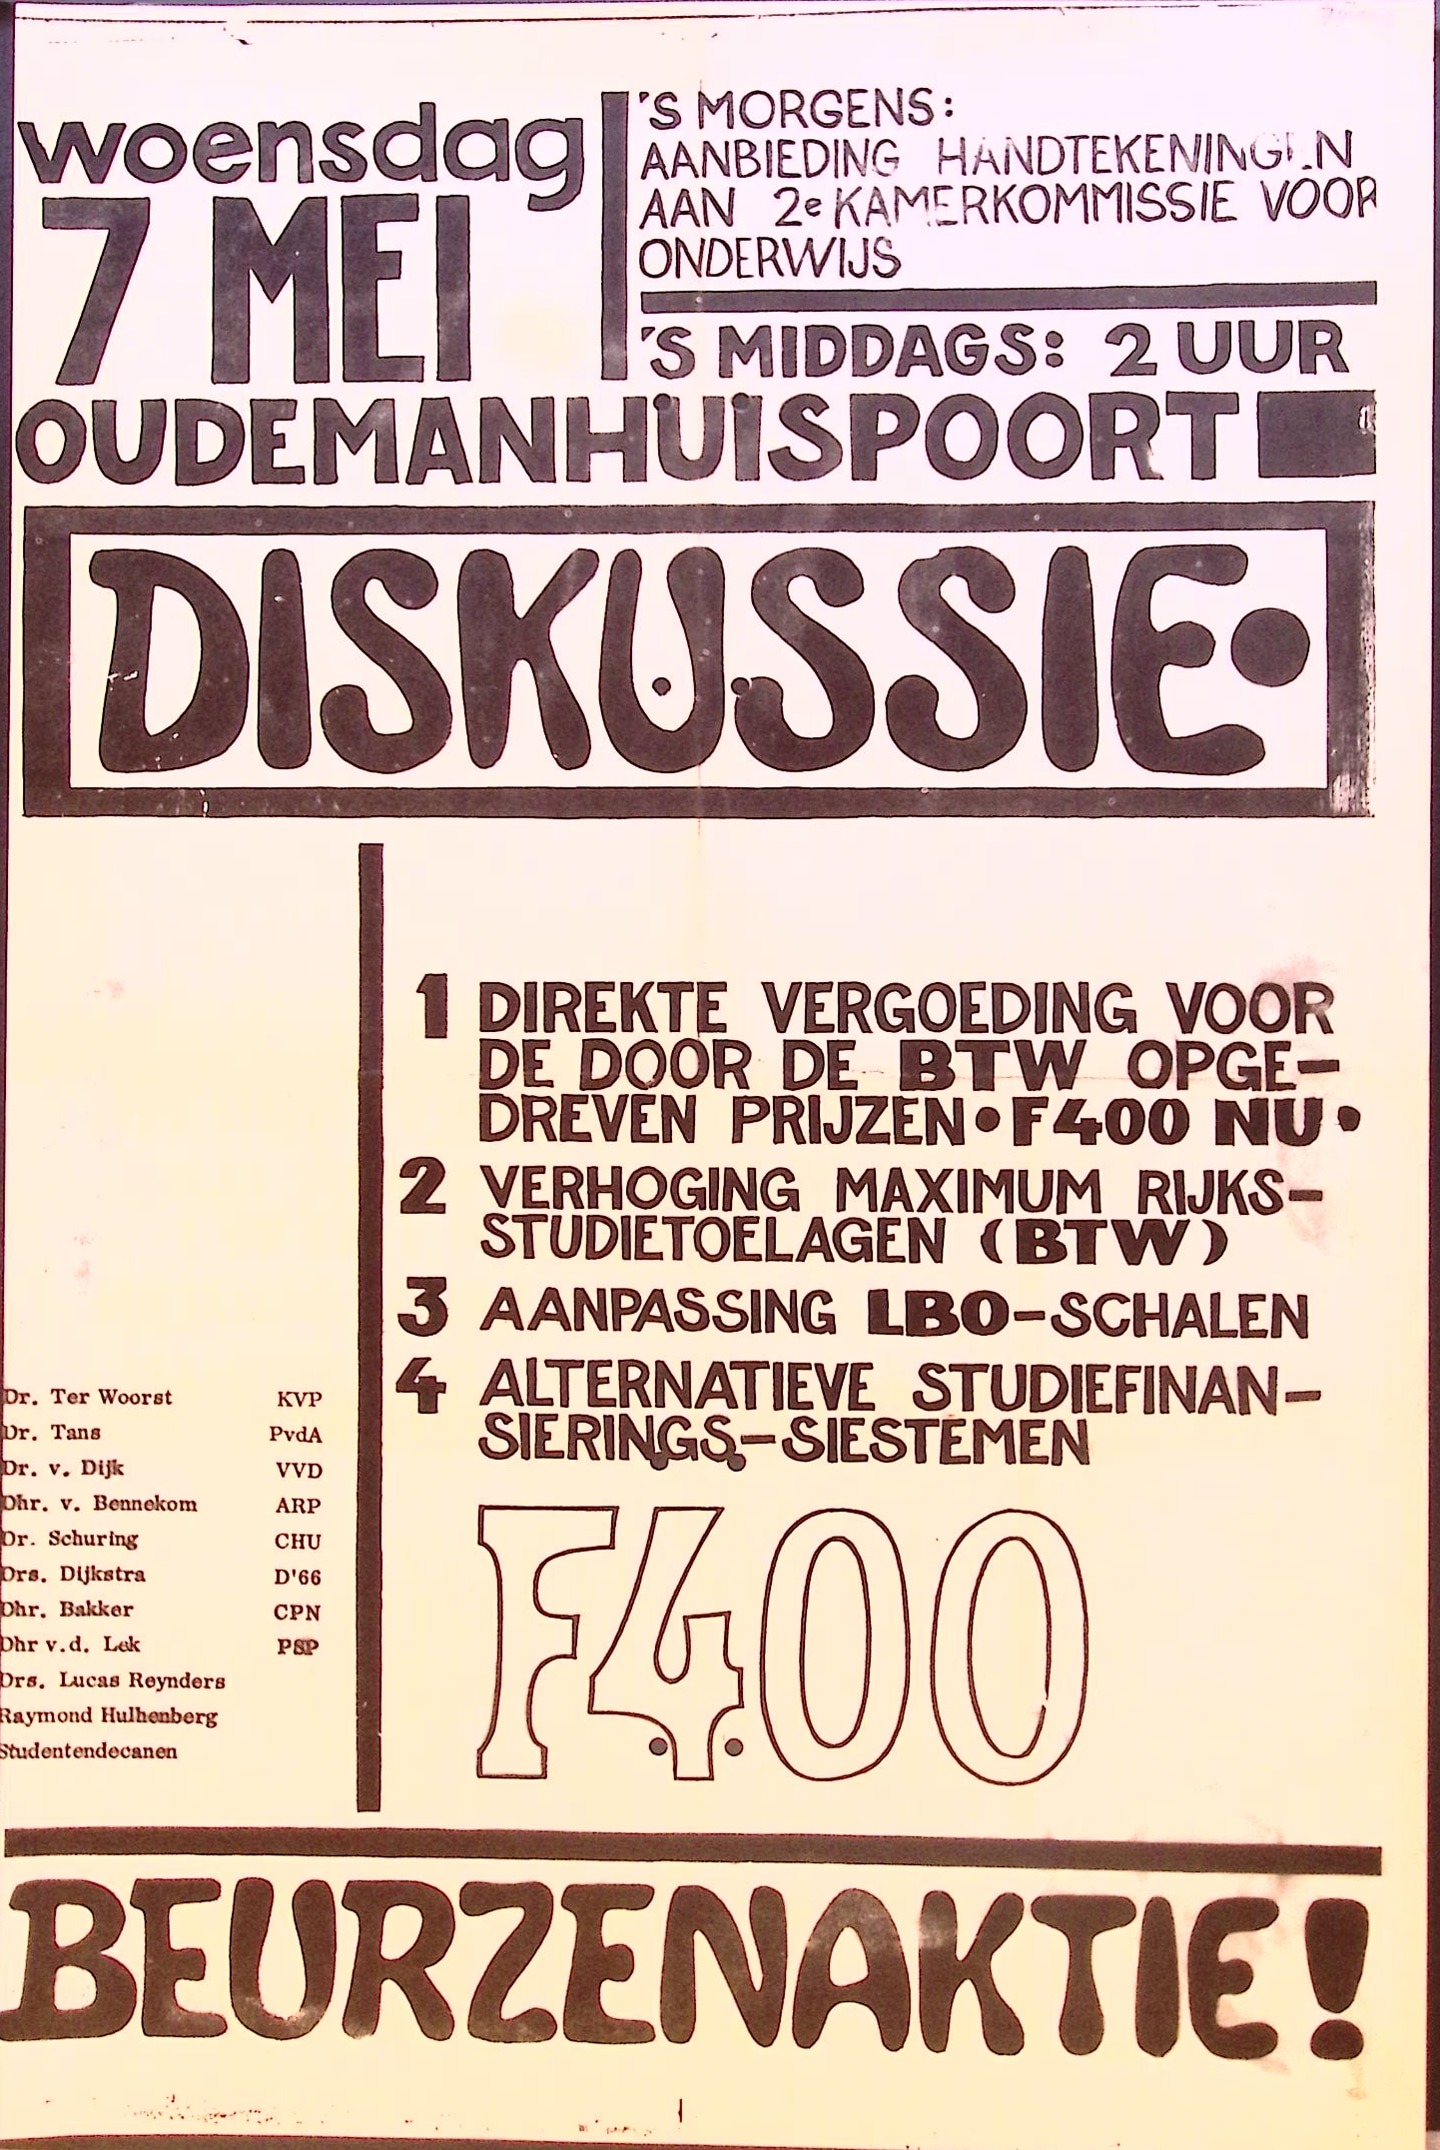 woensdag
7 MEI
'S MORGENS:
AANBIEDING HANDTEKENINGEN
AAN 2e KAMERKOMMISSIE VOOR
ONDERWIJS
'S MIDDAGS: 2 UUR
OUDEMANHUISPOORT
DISKUSSIE•
1 DIREKTE VERGOEDING VOOR
DE DOOR DE BTW OPGE-
DREVEN PRIJZEN • F400 NU •
2 VERHOGING MAXIMUM RIJKS-
STUDIETOELAGEN (BTW)
3 AANPASSING LBO-SCHALEN
4 ALTERNATIEVE STUDIEFINAN-
SIERINGS-SIESTEMEN
Dr. Ter Woorst KVP
Dr. Tans PvdA
Dr. v. Dijk VVD
Dhr. v. Bennekom ARP
Dr. Schuring CHU
Drs. Dijkstra D'66
Dhr. Bakker CPN
Dhr v.d. Lek PSP
Drs. Lucas Reynders
Raymond Hulhenberg
Studentendecanen
F400
BEURZENAKTIE!